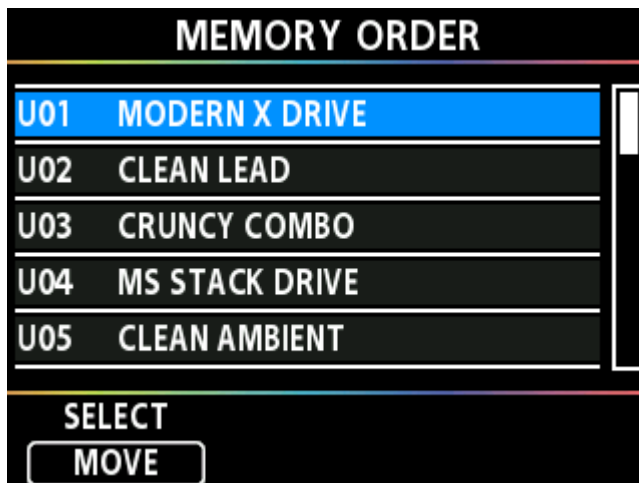 MEMORY ORDER
U01 MODERN X DRIVE
U02 CLEAN LEAD
U03 CRUNCY COMBO
U04 MS STACK DRIVE
U05 CLEAN AMBIENT
SELECT
MOVE